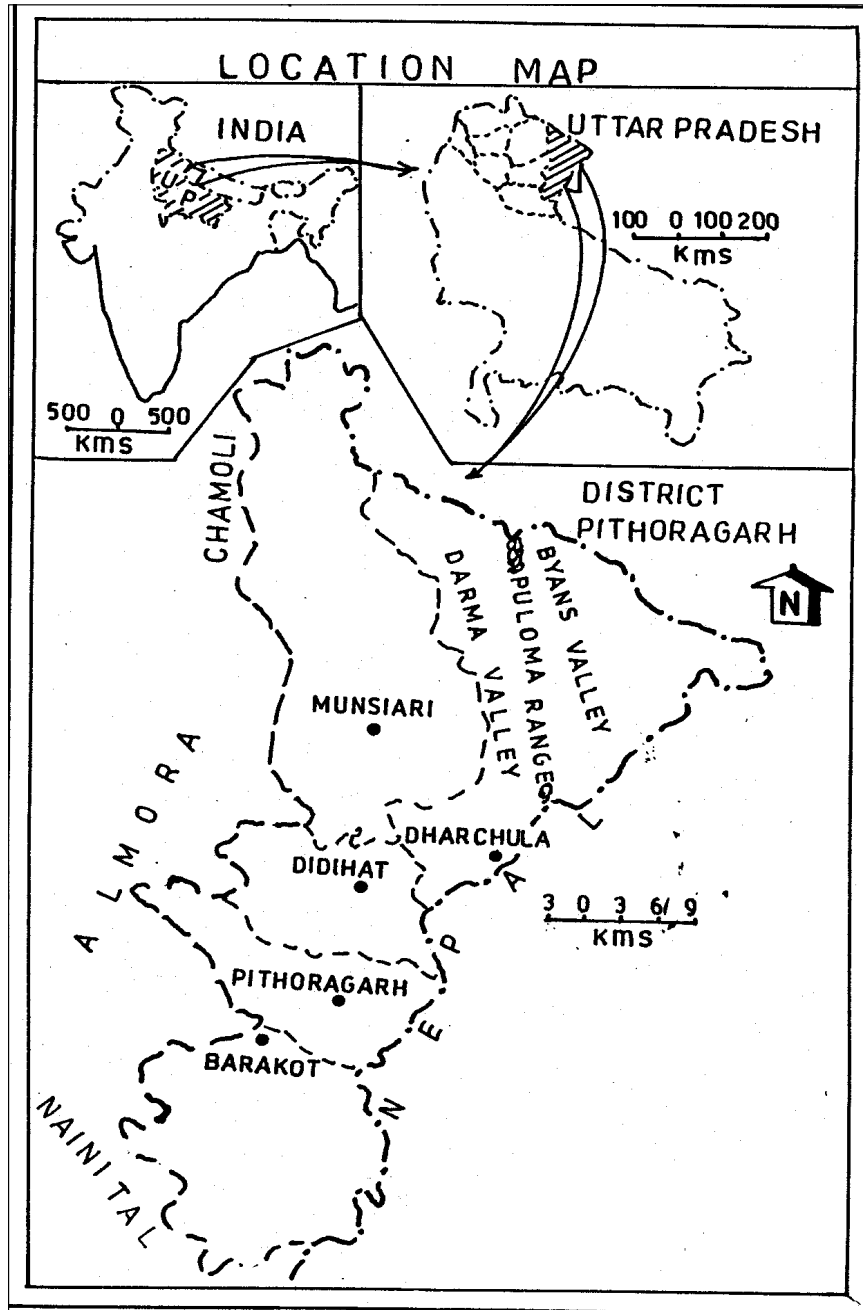 LOCATION MAP
INDIA
U
P
500 0 500
KMS
UTTAR PRADESH
100 0 100 200
KMS
DISTRICT
PITHORAGARH
N
CHAMOLI
DARMA VALLEY
PULOMA RANGE
BYANS VALLEY
MUNSIARI
ALMORA
DHARCHULA
DIDIHAT
3 0 3 6/ 9
KMS
NEPAL
PITHORAGARH
BARAKOT
NAINITAL